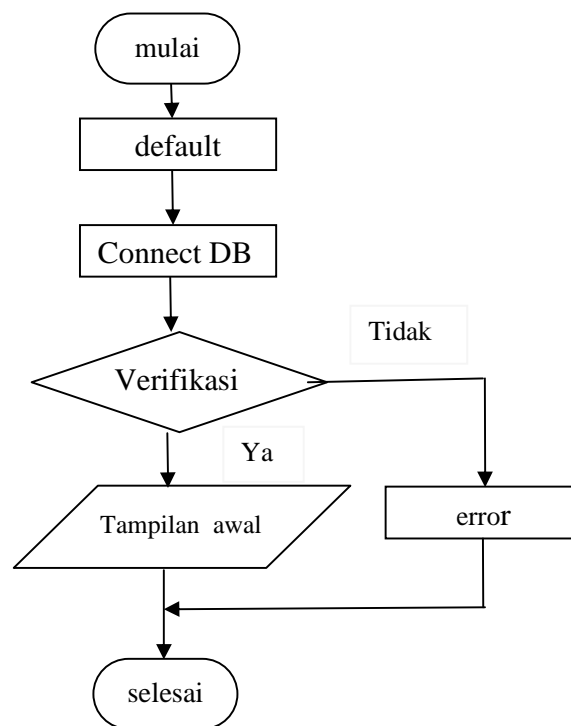 mulai
default
Connect DB
Tidak
Verifikasi
Ya
Tampilan awal
error
selesai